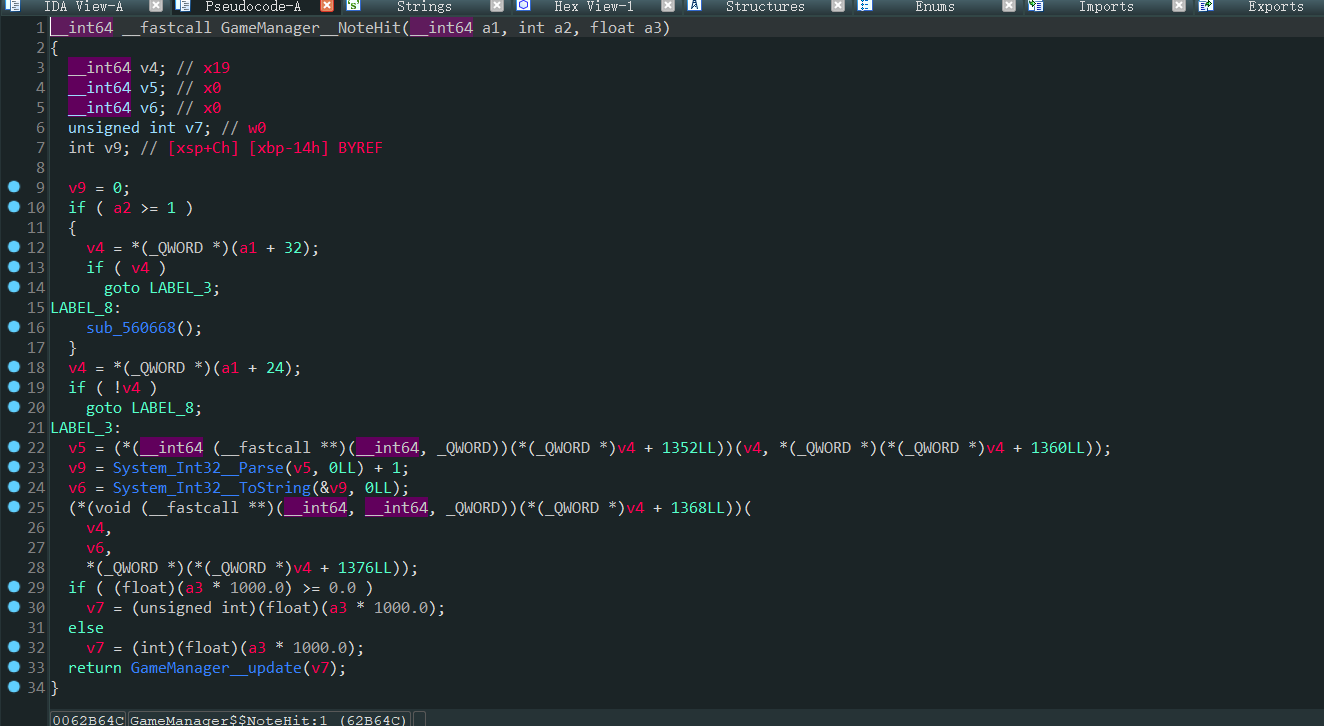 IDA View-A Pseudocode-A Strings Hex View-1 Structures Enums Imports Exports
1 __int64 __fastcall GameManager__NoteHit(__int64 a1, int a2, float a3)
2 {
3 __int64 v4; // x19
4 __int64 v5; // x0
5 __int64 v6; // x0
6 unsigned int v7; // w0
7 int v9; // [xsp+Ch] [xbp-14h] BYREF
8
9 v9 = 0;
10 if ( a2 >= 1 )
11 {
12 v4 = *(_QWORD *)(a1 + 32);
13 if ( v4 )
14 goto LABEL_3;
15 LABEL_8:
16 sub_560668();
17 }
18 v4 = *(_QWORD *)(a1 + 24);
19 if ( !v4 )
20 goto LABEL_8;
21 LABEL_3:
22 v5 = (*(__int64 (__fastcall **)(__int64, _QWORD))(*(_QWORD *)v4 + 1352LL))(v4, *(_QWORD *)(*(_QWORD *)v4 + 1360LL));
23 v9 = System_Int32__Parse(v5, 0LL) + 1;
24 v6 = System_Int32__ToString(&v9, 0LL);
25 (*(void (__fastcall **)(__int64, __int64, _QWORD))(*(_QWORD *)v4 + 1368LL))(
26 v4,
27 v6,
28 *(_QWORD *)(*(_QWORD *)v4 + 1376LL));
29 if ( (float)(a3 * 1000.0) >= 0.0 )
30 v7 = (unsigned int)(float)(a3 * 1000.0);
31 else
32 v7 = (int)(float)(a3 * 1000.0);
33 return GameManager__update(v7);
34 }
0062B64C GameManager$$NoteHit:1 (62B64C)